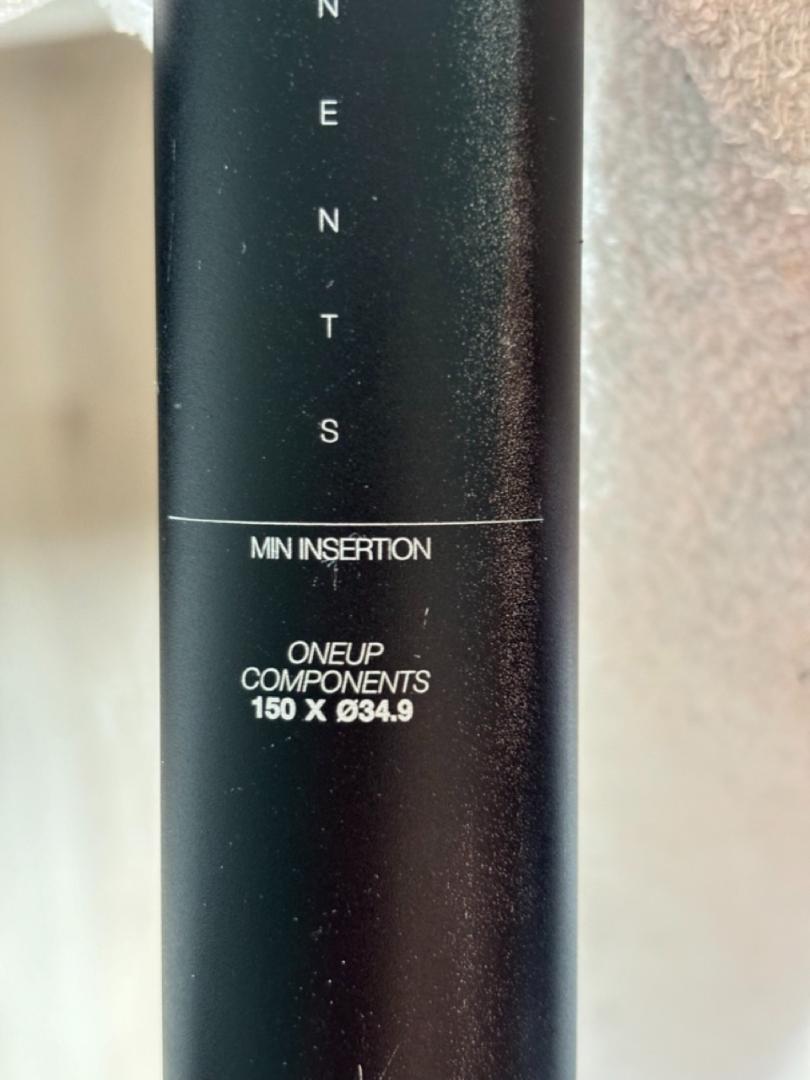 N
E
N
T
S
MIN INSERTION
ONEUP
COMPONENTS
150 X Ø34.9